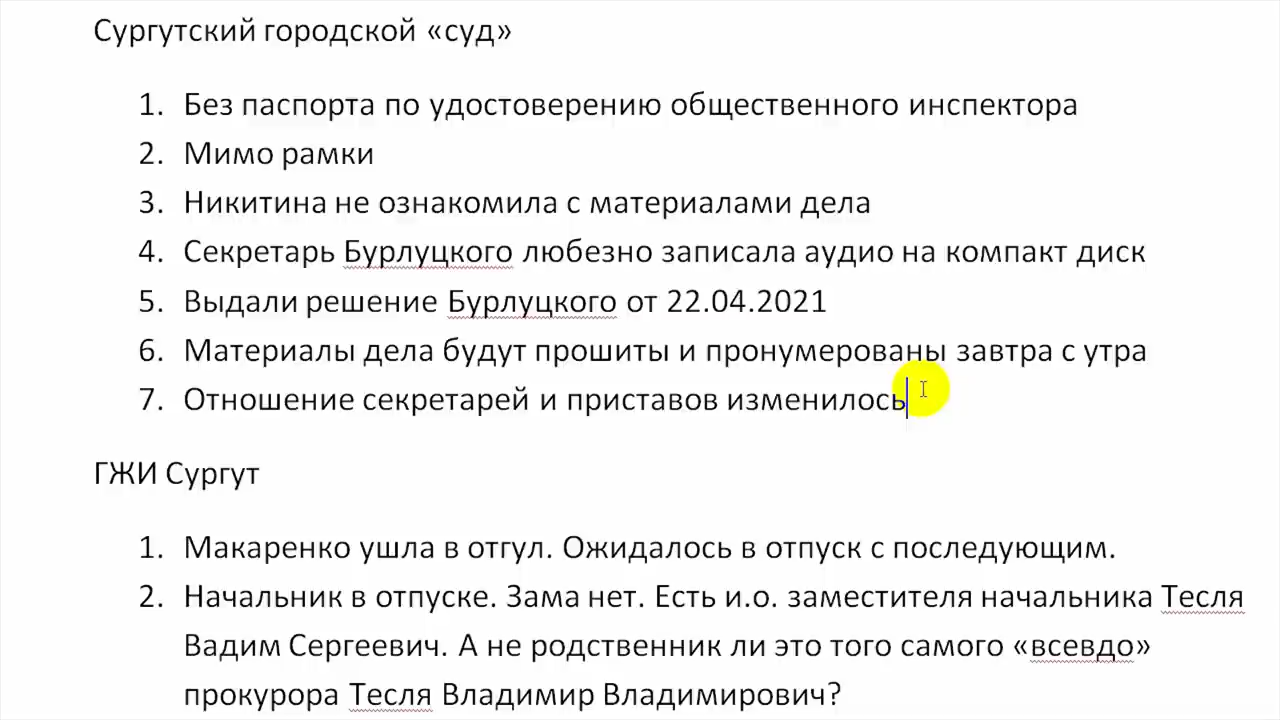 Сургутский городской «суд»
1. Без паспорта по удостоверению общественного инспектора
2. Мимо рамки
3. Никитина не ознакомила с материалами дела
4. Секретарь Бурлуцкого любезно записала аудио на компакт диск
5. Выдали решение Бурлуцкого от 22.04.2021
6. Материалы дела будут прошиты и пронумерованы завтра с утра
7. Отношение секретарей и приставов изменилось
ГЖИ Сургут
1. Макаренко ушла в отгул. Ожидалось в отпуск с последующим.
2. Начальник в отпуске. Зама нет. Есть и.о. заместителя начальника Тесля
Вадим Сергеевич. А не родственник ли это того самого «всевдо»
прокурора Тесля Владимир Владимирович?